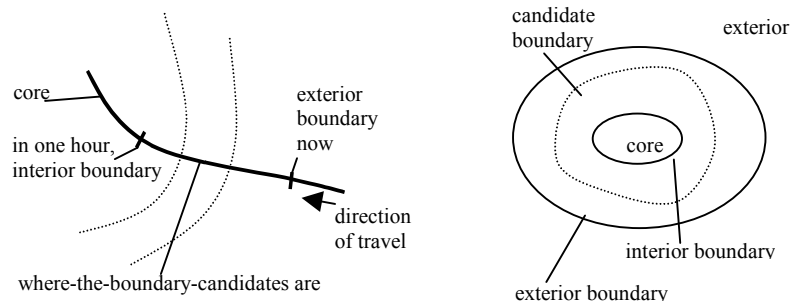 core
in one hour,
interior boundary
exterior
boundary
now
direction
of travel
where-the-boundary-candidates are
candidate
boundary
exterior
core
interior boundary
exterior boundary